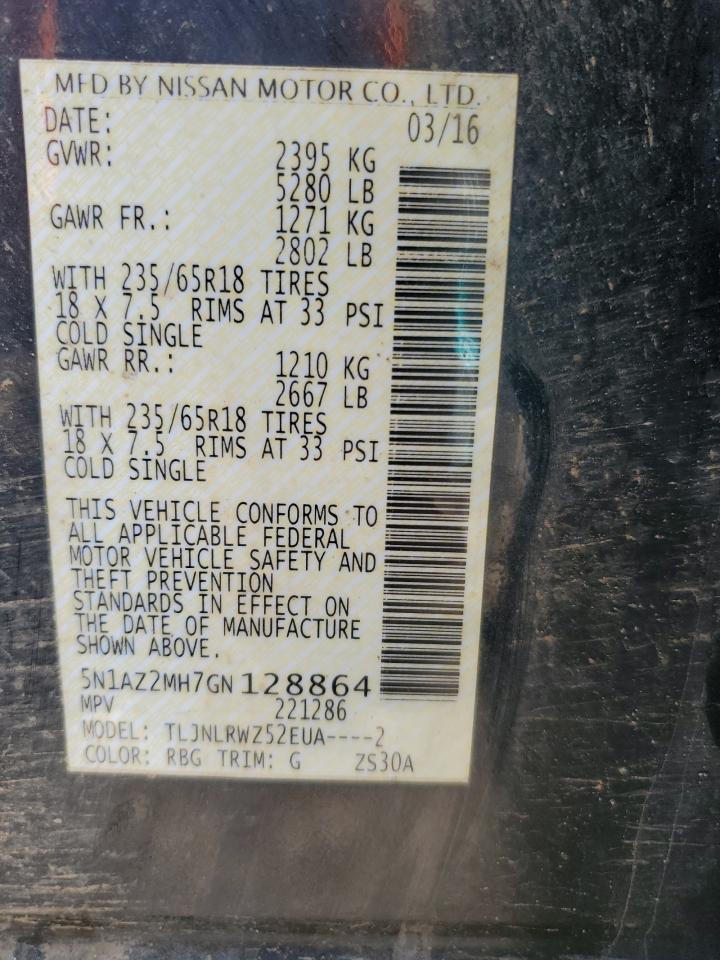 MFD BY NISSAN MOTOR CO., LTD.
DATE: 03/16
GVWR: 2395 KG
5280 LB
GAWR FR.: 1271 KG
2802 LB
WITH 235/65R18 TIRES
18 X 7.5 RIMS AT 33 PSI
COLD SINGLE
GAWR RR.: 1210 KG
2667 LB
WITH 235/65R18 TIRES
18 X 7.5 RIMS AT 33 PSI
COLD SINGLE
THIS VEHICLE CONFORMS TO
ALL APPLICABLE FEDERAL
MOTOR VEHICLE SAFETY AND
THEFT PREVENTION
STANDARDS IN EFFECT ON
THE DATE OF MANUFACTURE
SHOWN ABOVE.
5N1AZ2MH7GN128864
MPV 221286
MODEL: TLJNLRWZ52EUA----2
COLOR: RBG TRIM: G ZS30A